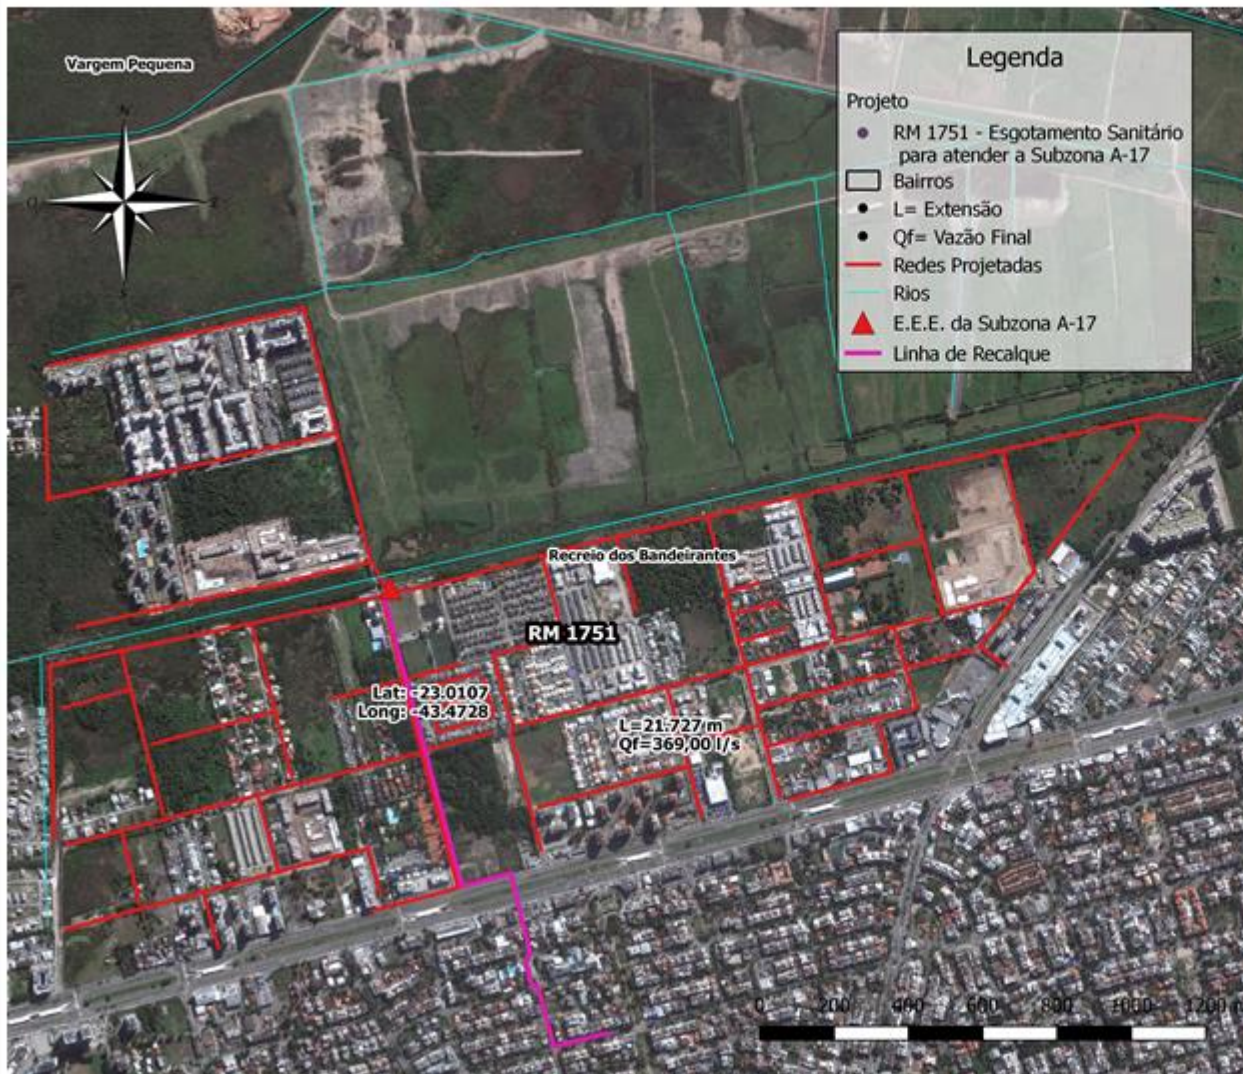 Vargem Pequena
N
O
S
Legenda
Projeto
RM 1751 - Esgotamento Sanitário
para atender a Subzona A-17
Bairros
L= Extensão
Qf= Vazão Final
Redes Projetadas
Rios
E.E.E. da Subzona A-17
Linha de Recalque
Recreio dos Bandeirantes
RM 1751
Lat: -23.0107
Long: -43.4728
L=21.727 m
Qf=369,00 l/s
0 200 400 600 800 1000 1200